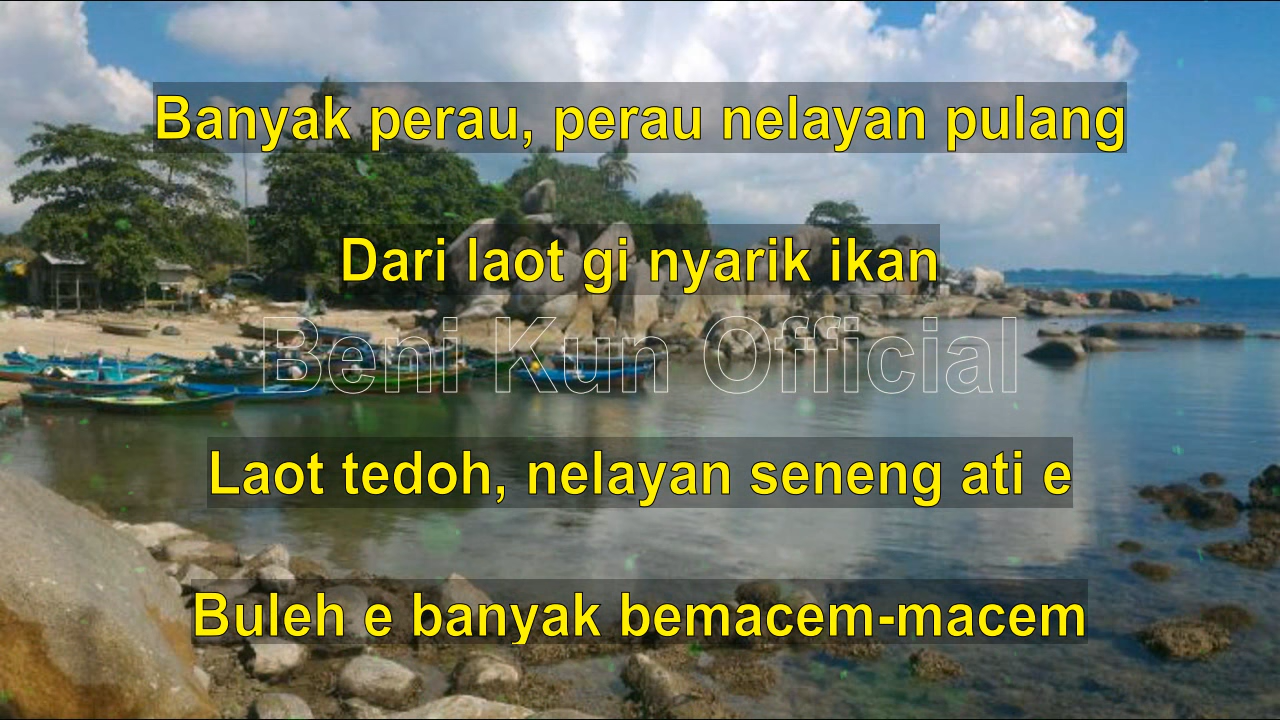 Banyak perau, perau nelayan pulang
Dari laot gi nyarik ikan
Beni Kun Official
Laot tedoh, nelayan seneng ati e
Buleh e banyak bemacem-macem